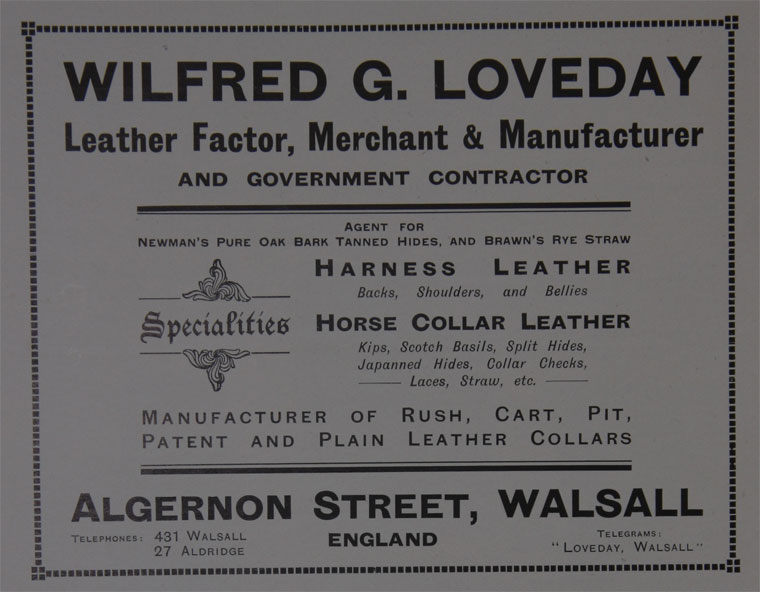 WILFRED G. LOVEDAY
Leather Factor, Merchant & Manufacturer
AND GOVERNMENT CONTRACTOR
AGENT FOR
NEWMAN'S PURE OAK BARK TANNED HIDES, AND BRAWN'S RYE STRAW
HARNESS LEATHER
Backs, Shoulders, and Bellies
Specialities
HORSE COLLAR LEATHER
Kips, Scotch Basils, Split Hides,
Japanned Hides, Collar Checks,
Laces, Straw, etc.
MANUFACTURER OF RUSH, CART, PIT,
PATENT AND PLAIN LEATHER COLLARS
ALGERNON STREET, WALSALL
TELEPHONES: 431 WALSALL
27 ALDRIDGE
ENGLAND
TELEGRAMS:
"LOVEDAY, WALSALL"